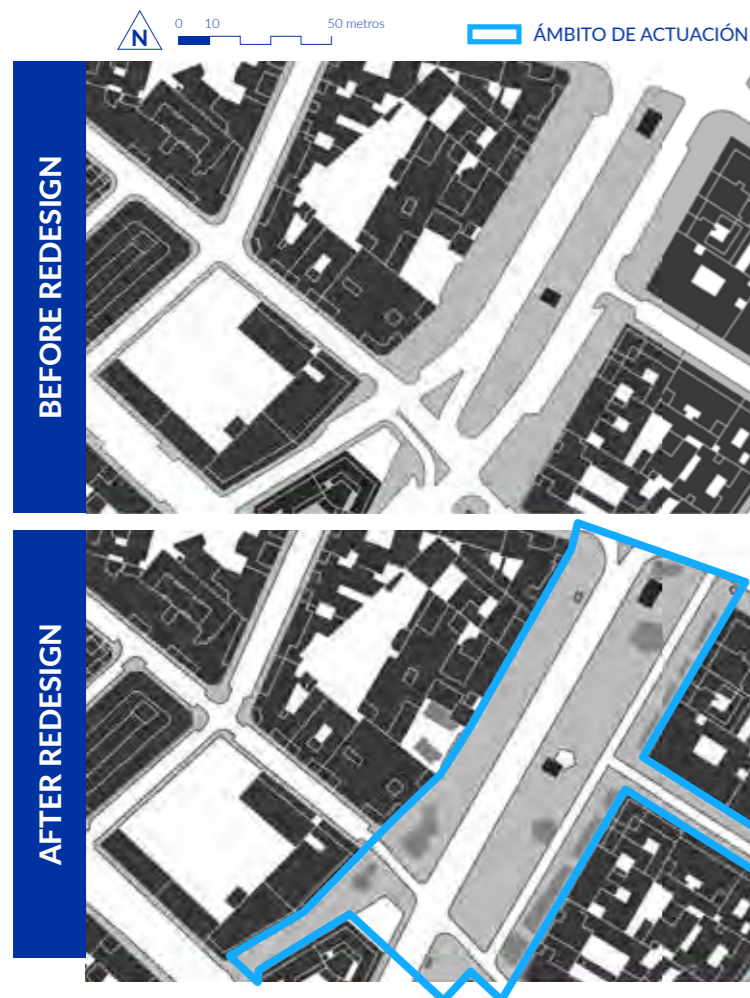 N
0 10 50 metros
ÁMBITO DE ACTUACIÓN
BEFORE REDESIGN
AFTER REDESIGN